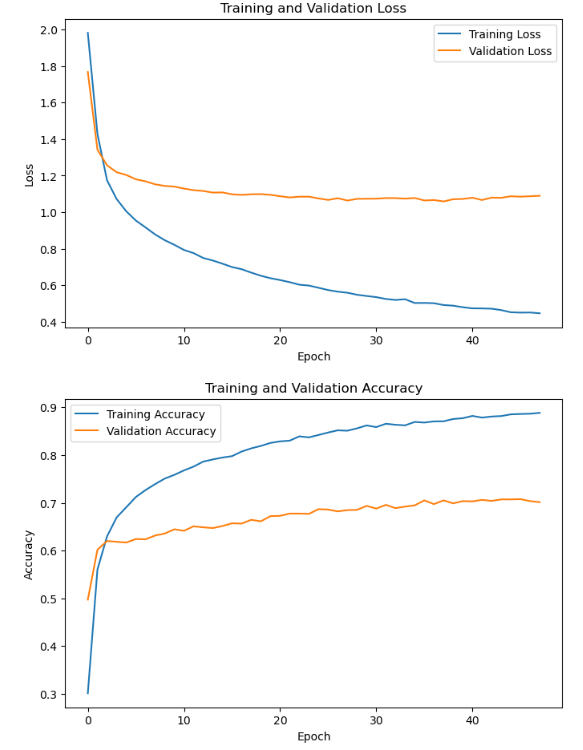 Training and Validation Loss
2.0
1.8
1.6
1.4
1.2
1.0
0.8
0.6
0.4
Loss
Training Loss
Validation Loss
0 10 20 30 40
Epoch
Training and Validation Accuracy
0.9
0.8
0.7
0.6
0.5
0.4
0.3
Accuracy
Training Accuracy
Validation Accuracy
0 10 20 30 40
Epoch